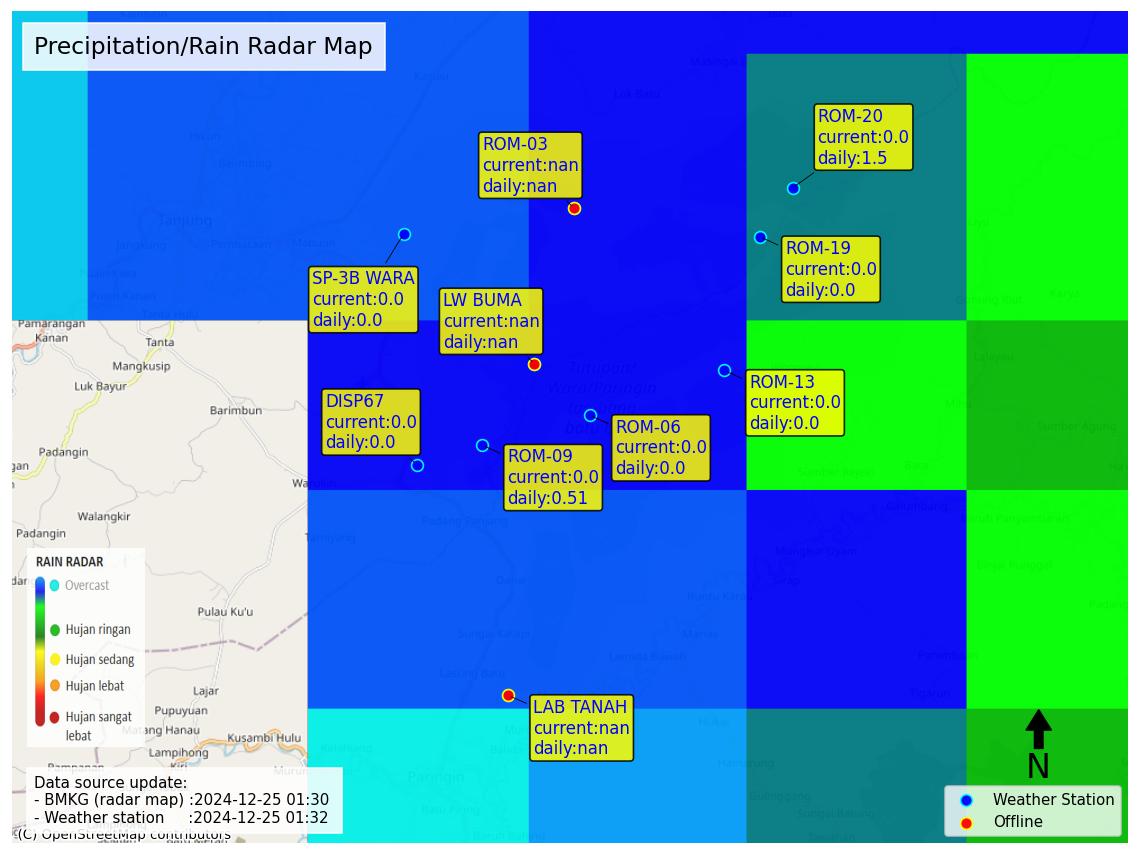 Precipitation/Rain Radar Map
ROM-20
current:0.0
daily:1.5
ROM-03
current:nan
daily:nan
ROM-19
current:0.0
daily:0.0
SP-3B WARA
current:0.0
daily:0.0
LW BUMA
current:nan
daily:nan
ROM-13
current:0.0
daily:0.0
DISP67
current:0.0
daily:0.0
ROM-06
current:0.0
daily:0.0
ROM-09
current:0.0
daily:0.51
LAB TANAH
current:nan
daily:nan
Tanjung
Luk Batu
Pamarangan
Kanan
Tanta
Mangkusip
Luk Bayur
Barimbun
Padangin
Walangkir
Padangin
Pulau Ku'u
Lajar
Pupuyuan
Matang Hanau
Kusambi Hulu
Lampihong
Kiri
Paringin
RAIN RADAR
Overcast
Hujan ringan
Hujan sedang
Hujan lebat
Hujan sangat
lebat
Data source update:
- BMKG (radar map) :2024-12-25 01:30
- Weather station :2024-12-25 01:32
(C) OpenStreetMap contributors
N
Weather Station
Offline